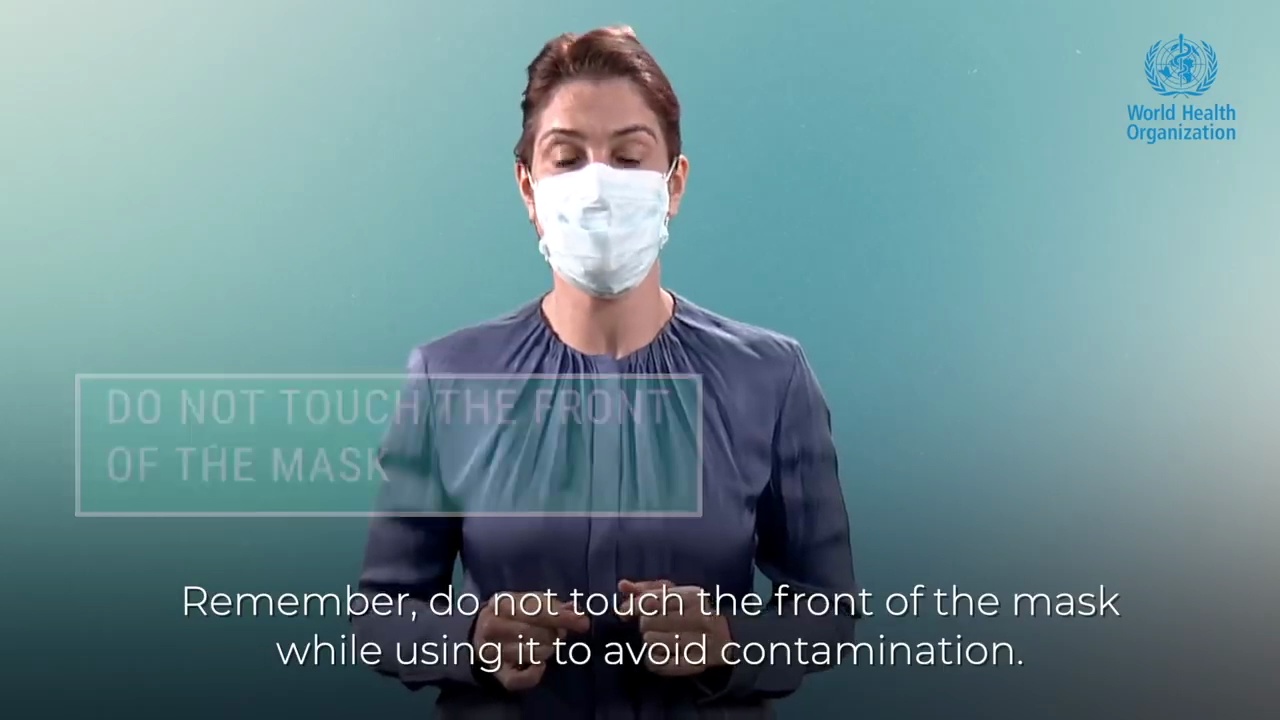 World Health
Organization
DO NOT TOUCH THE FRONT
OF THE MASK
Remember, do not touch the front of the mask
while using it to avoid contamination.